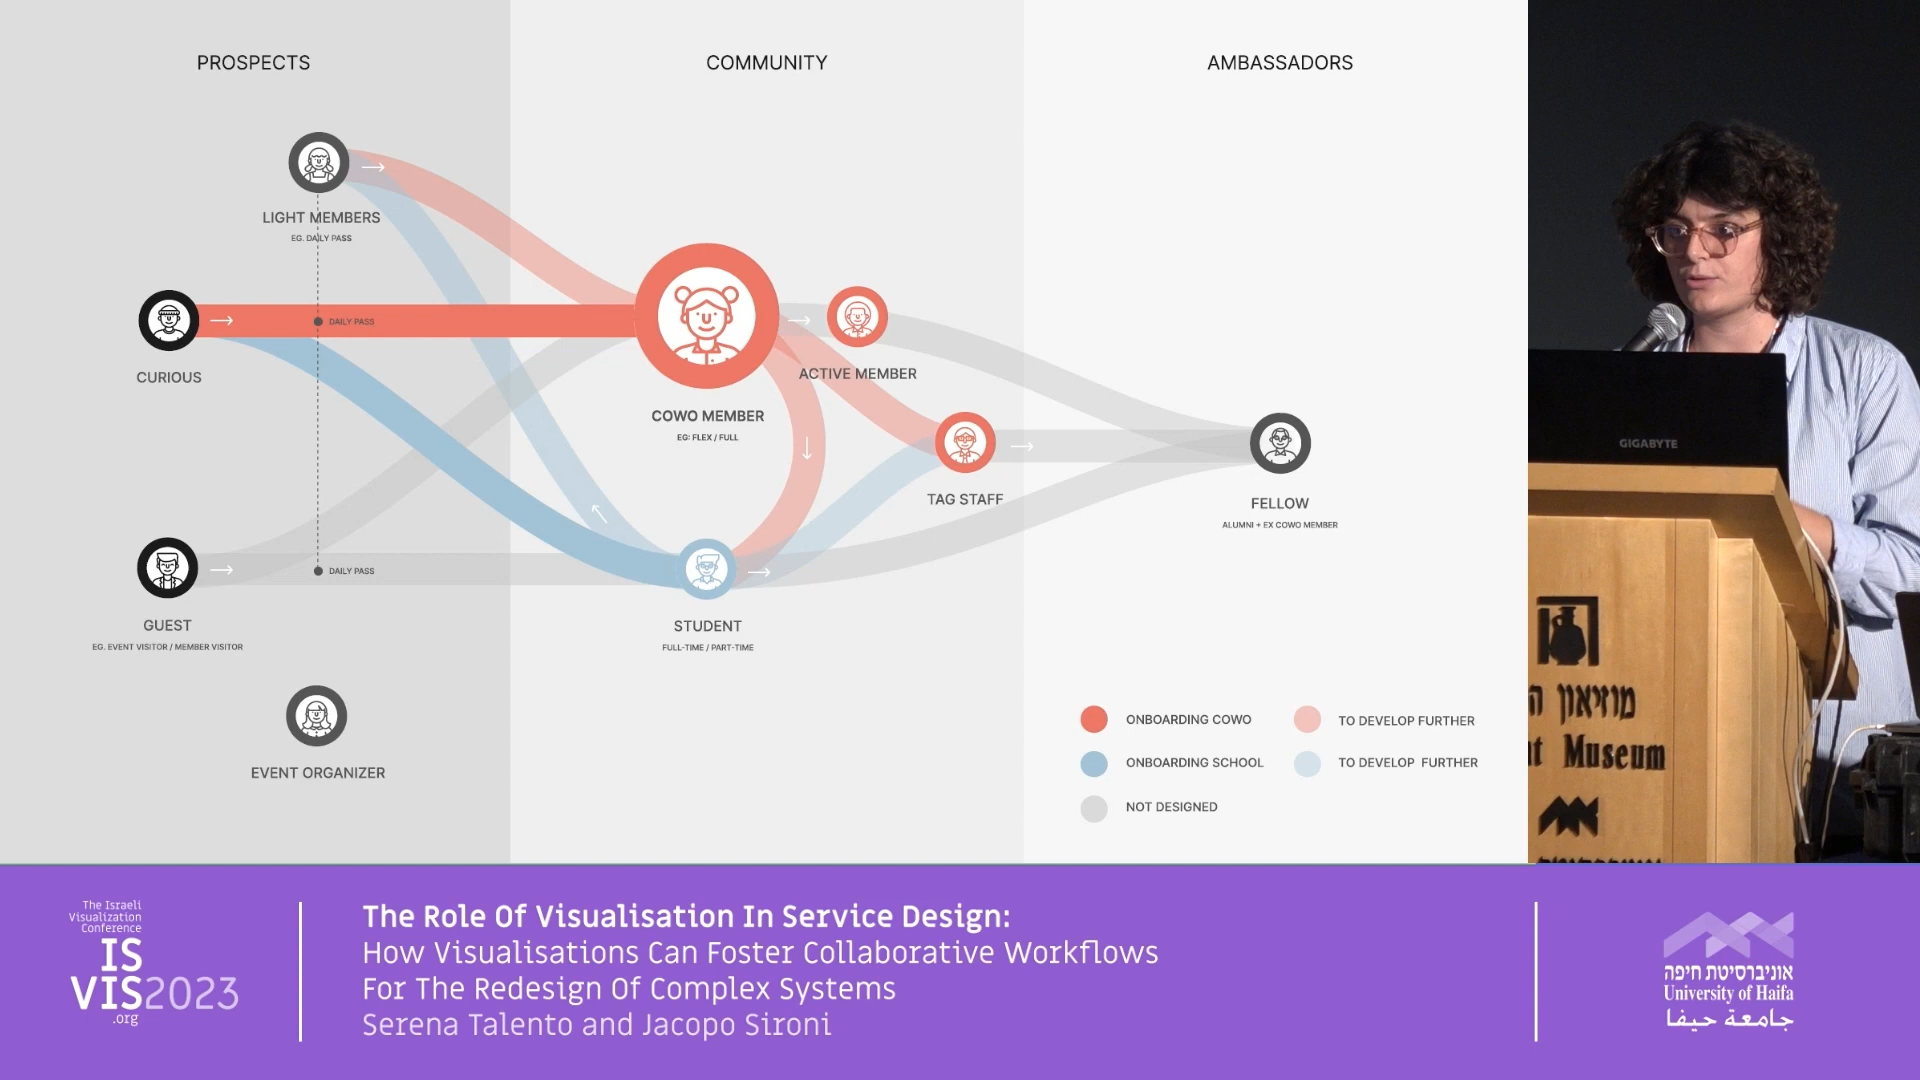 PROSPECTS
COMMUNITY
AMBASSADORS
LIGHT MEMBERS
EG. DAILY PASS
DAILY PASS
CURIOUS
COWO MEMBER
EG: FLEX / FULL
ACTIVE MEMBER
TAG STAFF
FELLOW
ALUMNI + EX COWO MEMBER
DAILY PASS
GUEST
EG. EVENT VISITOR / MEMBER VISITOR
STUDENT
FULL-TIME / PART-TIME
EVENT ORGANIZER
ONBOARDING COWO
TO DEVELOP FURTHER
ONBOARDING SCHOOL
TO DEVELOP FURTHER
NOT DESIGNED
GIGABYTE
מוזיאון ה
t Museum
The Israeli
Visualization
Conference
IS
VIS2023
.org
The Role Of Visualisation In Service Design:
How Visualisations Can Foster Collaborative Workflows
For The Redesign Of Complex Systems
Serena Talento and Jacopo Sironi
אוניברסיטת חיפה
University of Haifa
جامعة حيفا